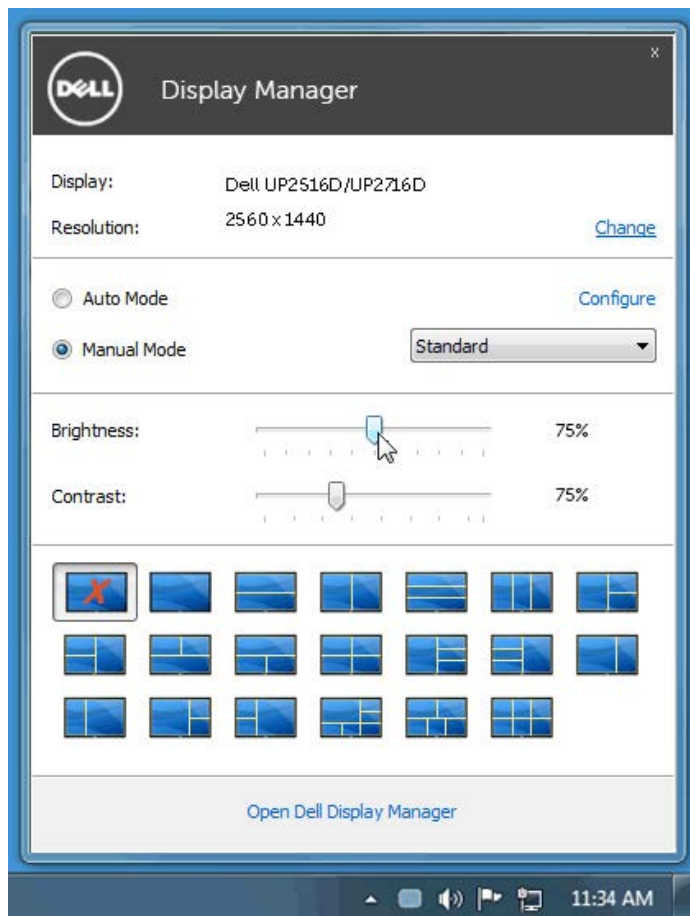 x
DELL
Display Manager
Display: Dell UP2516D/UP2716D
Resolution: 2560 x 1440 Change
Auto Mode Configure
Manual Mode Standard
Brightness: 75%
Contrast: 75%
Open Dell Display Manager
11:34 AM